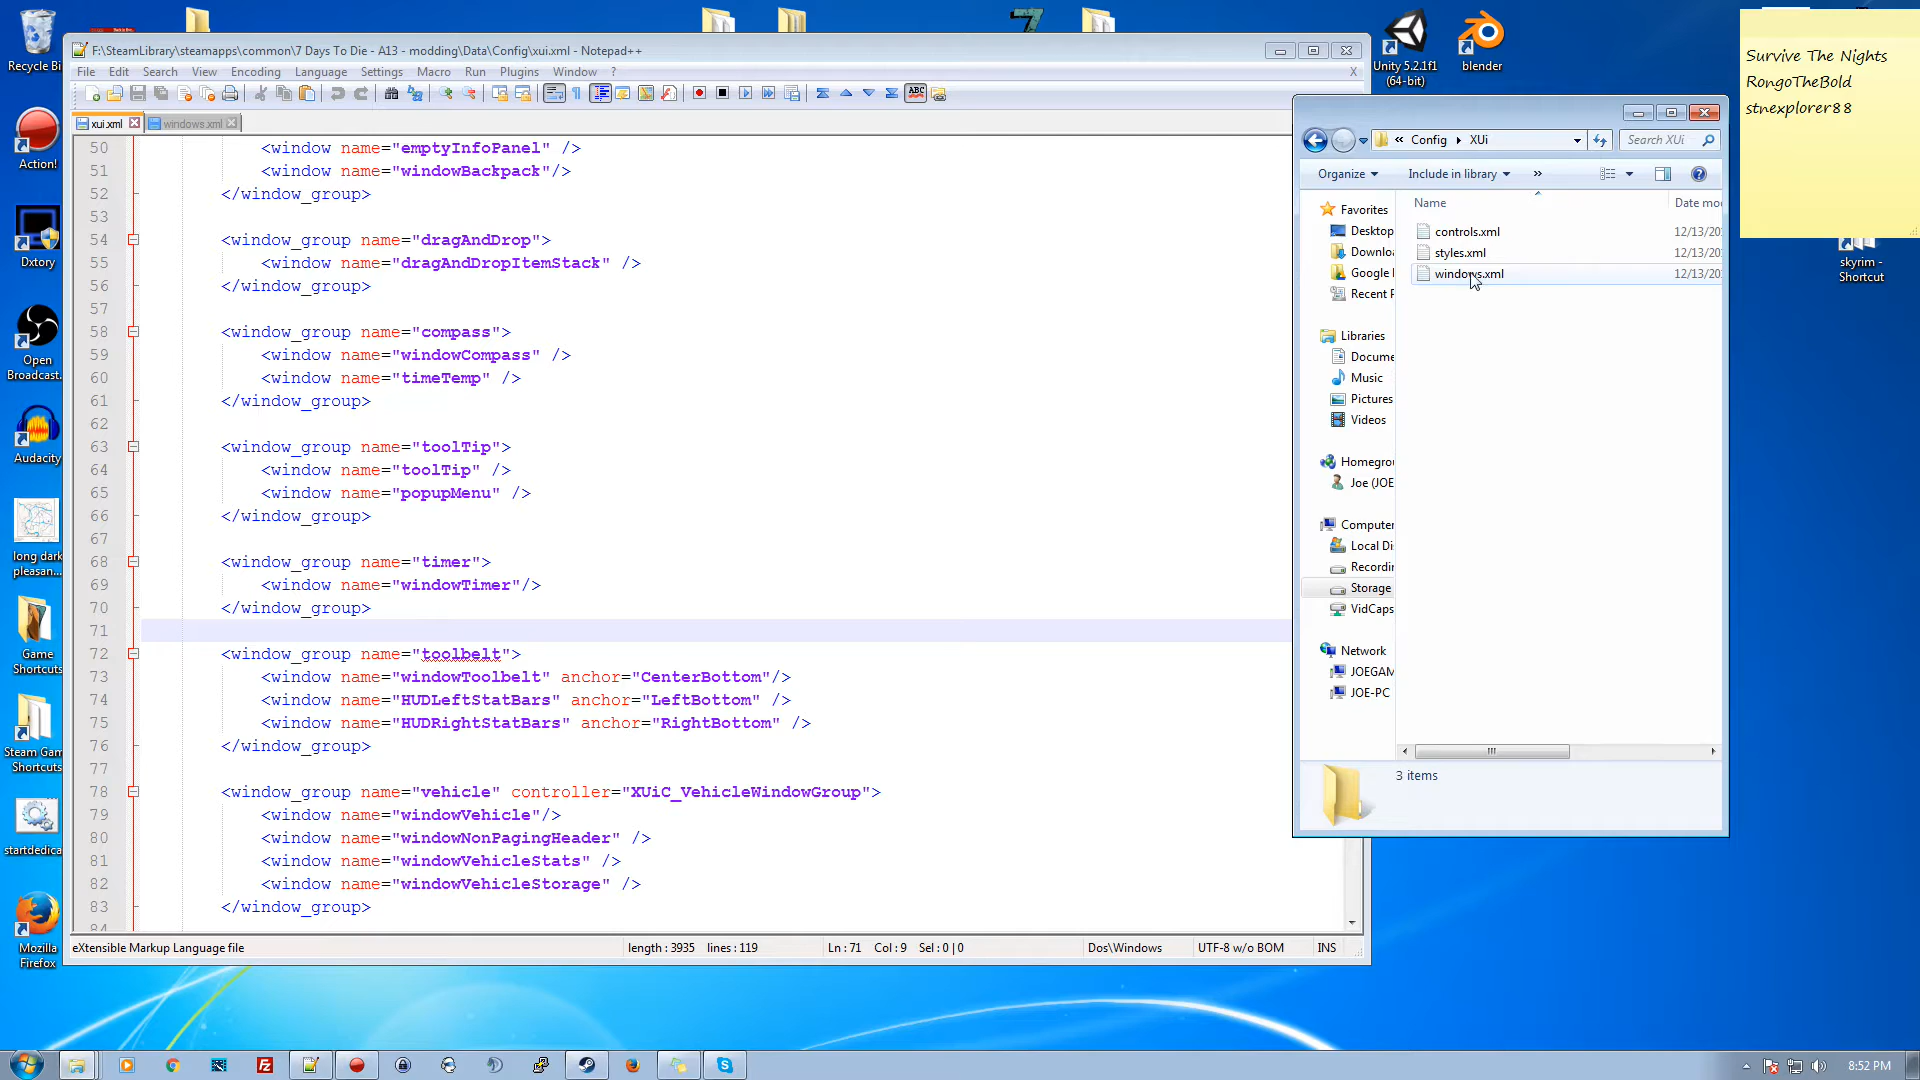 Recycle Bi
Unity 5.2.1f1
(64-bit)
blender
Survive The Nights
RongoTheBold
stnexplorer88
F:\SteamLibrary\steamapps\common\7 Days To Die - A13 - modding\Data\Config\xui.xml - Notepad++
File Edit Search View Encoding Language Settings Macro Run Plugins Window ? X
xui.xml windows.xml
50 <window name="emptyInfoPanel" />
51 <window name="windowBackpack"/>
52 </window_group>
53
54 <window_group name="dragAndDrop">
55 <window name="dragAndDropItemStack" />
56 </window_group>
57
58 <window_group name="compass">
59 <window name="windowCompass" />
60 <window name="timeTemp" />
61 </window_group>
62
63 <window_group name="toolTip">
64 <window name="toolTip" />
65 <window name="popupMenu" />
66 </window_group>
67
68 <window_group name="timer">
69 <window name="windowTimer"/>
70 </window_group>
71
72 <window_group name="toolbelt">
73 <window name="windowToolbelt" anchor="CenterBottom"/>
74 <window name="HUDLeftStatBars" anchor="LeftBottom" />
75 <window name="HUDRightStatBars" anchor="RightBottom" />
76 </window_group>
77
78 <window_group name="vehicle" controller="XUiC_VehicleWindowGroup">
79 <window name="windowVehicle"/>
80 <window name="windowNonPagingHeader" />
81 <window name="windowVehicleStats" />
82 <window name="windowVehicleStorage" />
83 </window_group>
84
eXtensible Markup Language file length : 3935 lines : 119 Ln : 71 Col : 9 Sel : 0 | 0 Dos\Windows UTF-8 w/o BOM INS
Action!
Dxtory
Open
Broadcast.
Audacity
long dark
pleasan...
Game
Shortcuts
Steam Gam
Shortcuts
startdedica
Mozilla
Firefox
« Config XUi Search XUi
Organize Include in library »
Name Date mo
controls.xml 12/13/20
styles.xml 12/13/20
windows.xml 12/13/20
Favorites
Desktop
Downlo
Google
Recent P
Libraries
Docume
Music
Pictures
Videos
Homegro
Joe (JOE
Computer
Local Di
Recordin
Storage
VidCaps
Network
JOEGAM
JOE-PC
3 items
skyrim -
Shortcut
8:52 PM